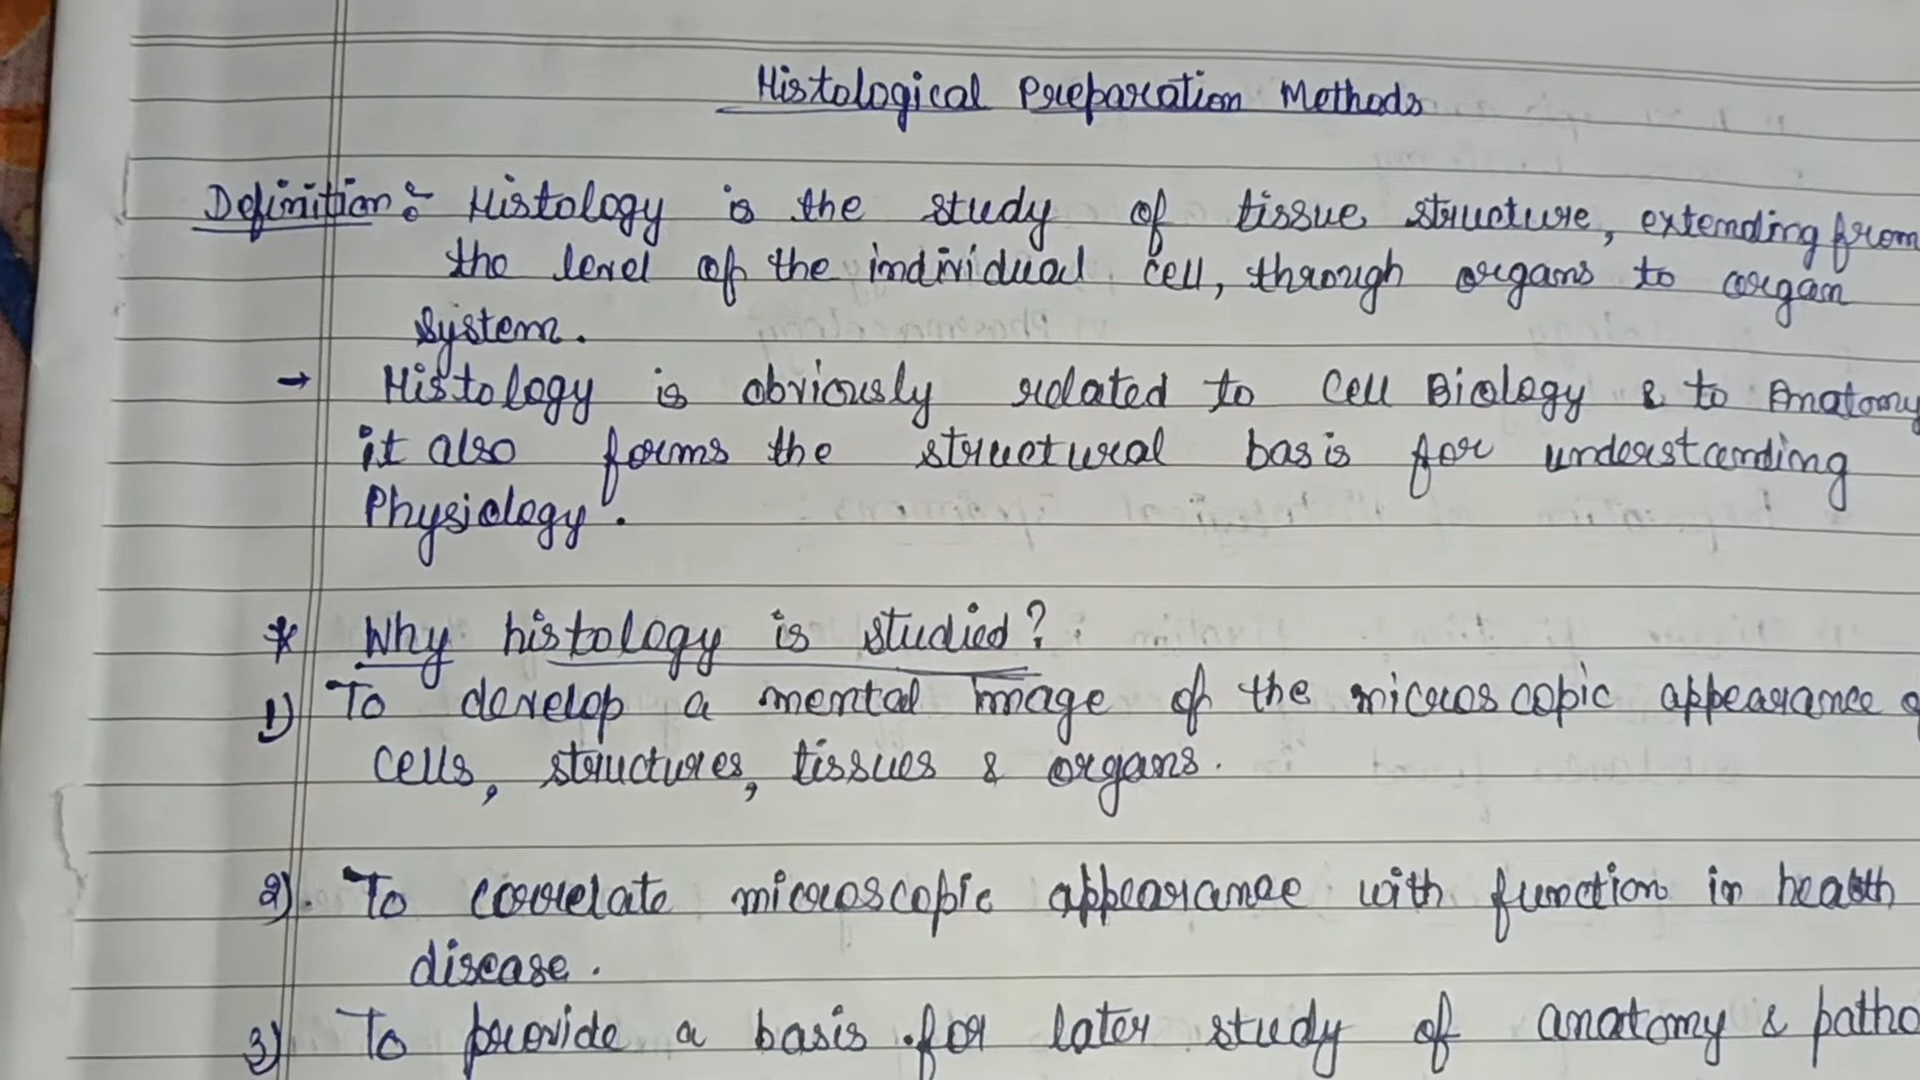 Histological Preparation Methods
Definition :- Histology is the study of tissue structure, extending from
the level of the individual cell, through organs to organ
system.
→ Histology is obviously related to Cell Biology & to Anatomy
it also forms the structural basis for understanding
Physiology.
* Why histology is studied?
1) To develop a mental image of the microscopic appearance
cells, structures, tissues & organs.
2) To correlate microscopic appearance with function in health
disease.
3) To provide a basis for later study of anatomy & patho